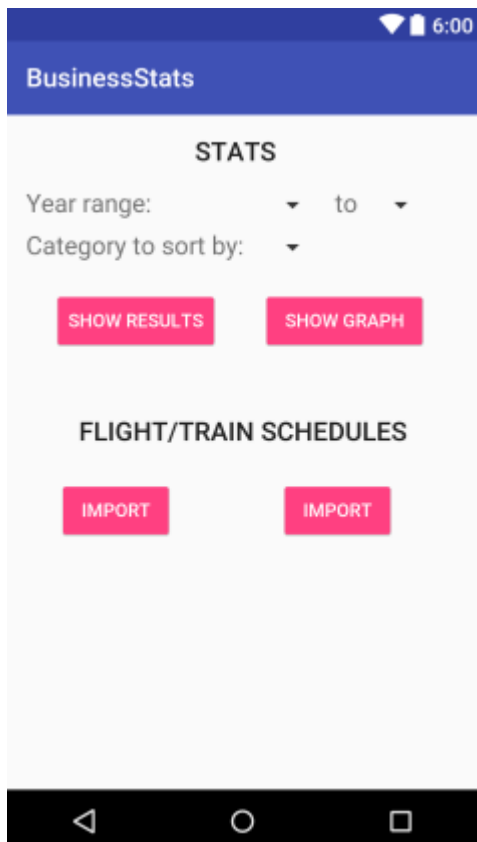 6:00
BusinessStats
STATS
Year range: to
Category to sort by:
SHOW RESULTS SHOW GRAPH
FLIGHT/TRAIN SCHEDULES
IMPORT IMPORT